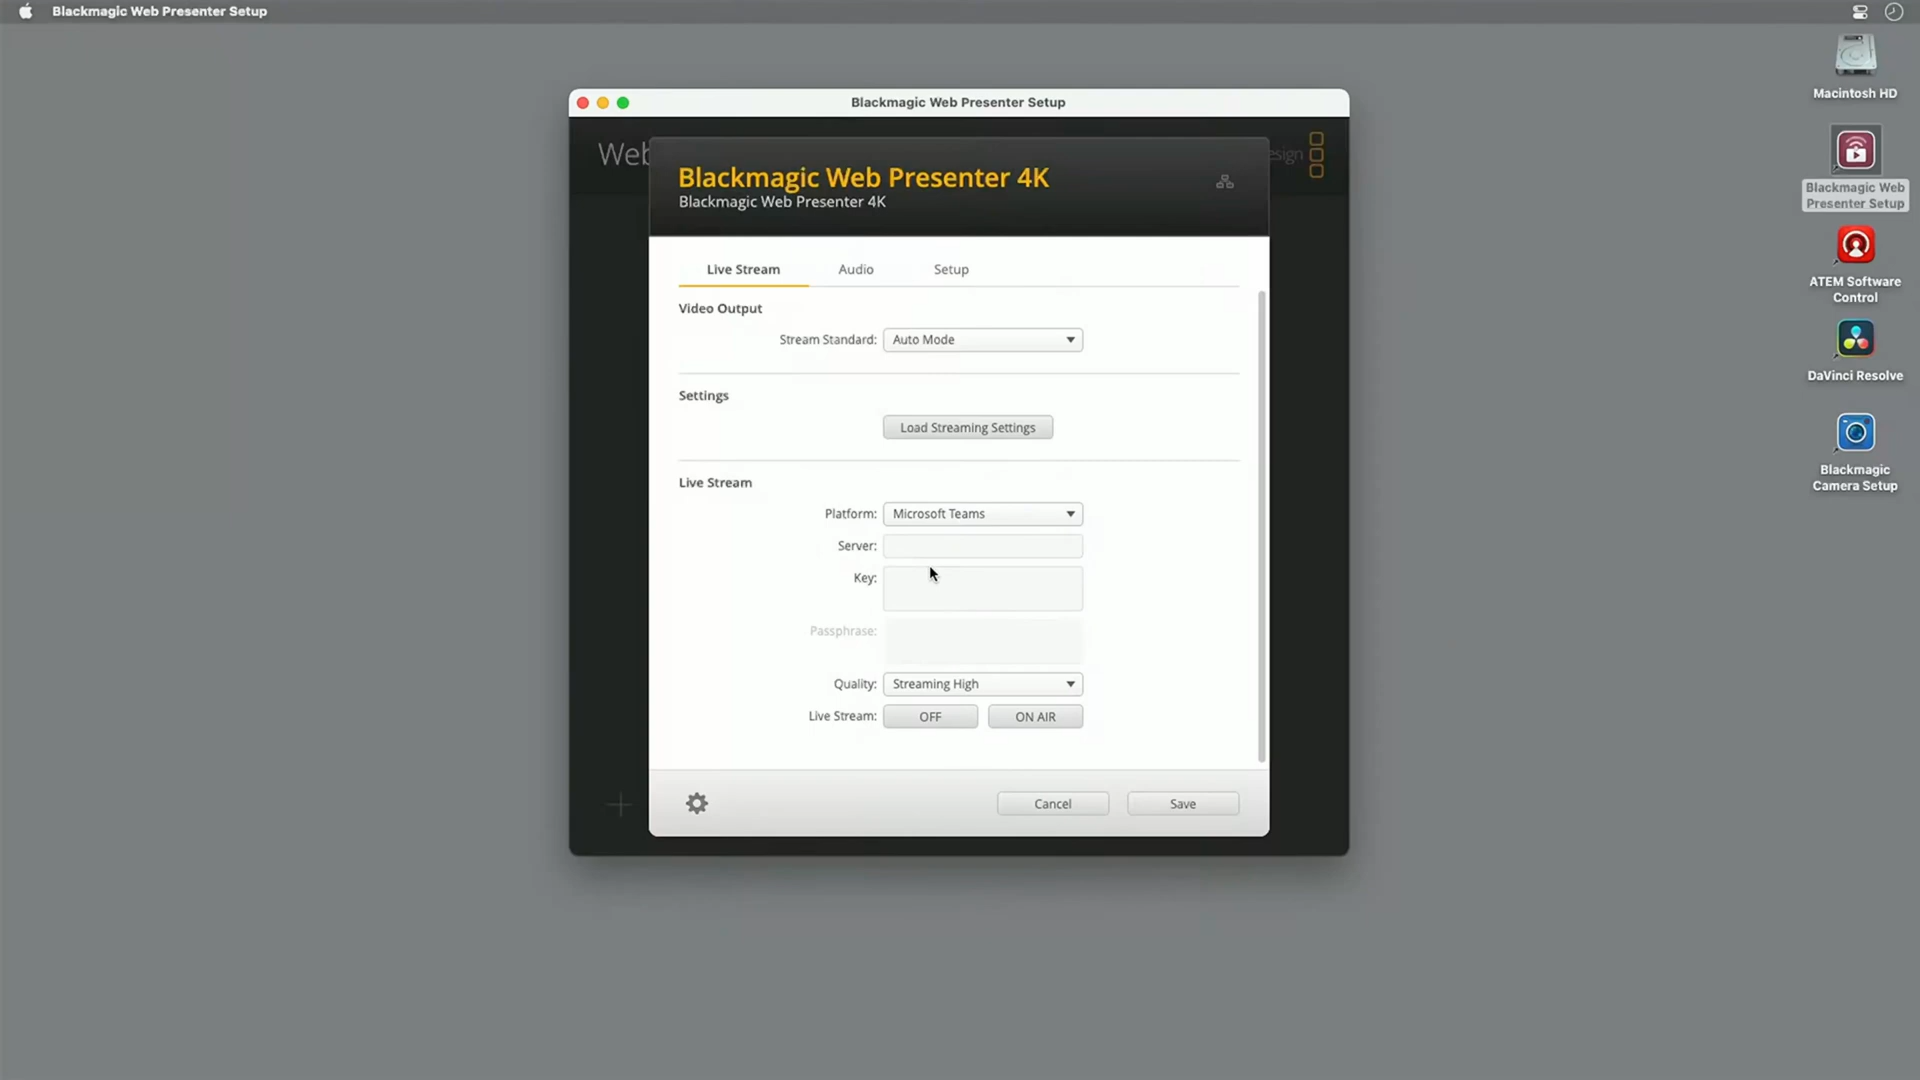 Blackmagic Web Presenter Setup
Macintosh HD
Blackmagic Web
Presenter Setup
ATEM Software
Control
DaVinci Resolve
Blackmagic
Camera Setup
Blackmagic Web Presenter Setup
Web
esign
Blackmagic Web Presenter 4K
Blackmagic Web Presenter 4K
Live Stream Audio Setup
Video Output
Stream Standard: Auto Mode
Settings
Load Streaming Settings
Live Stream
Platform: Microsoft Teams
Server:
Key:
Passphrase:
Quality: Streaming High
Live Stream: OFF ON AIR
Cancel Save